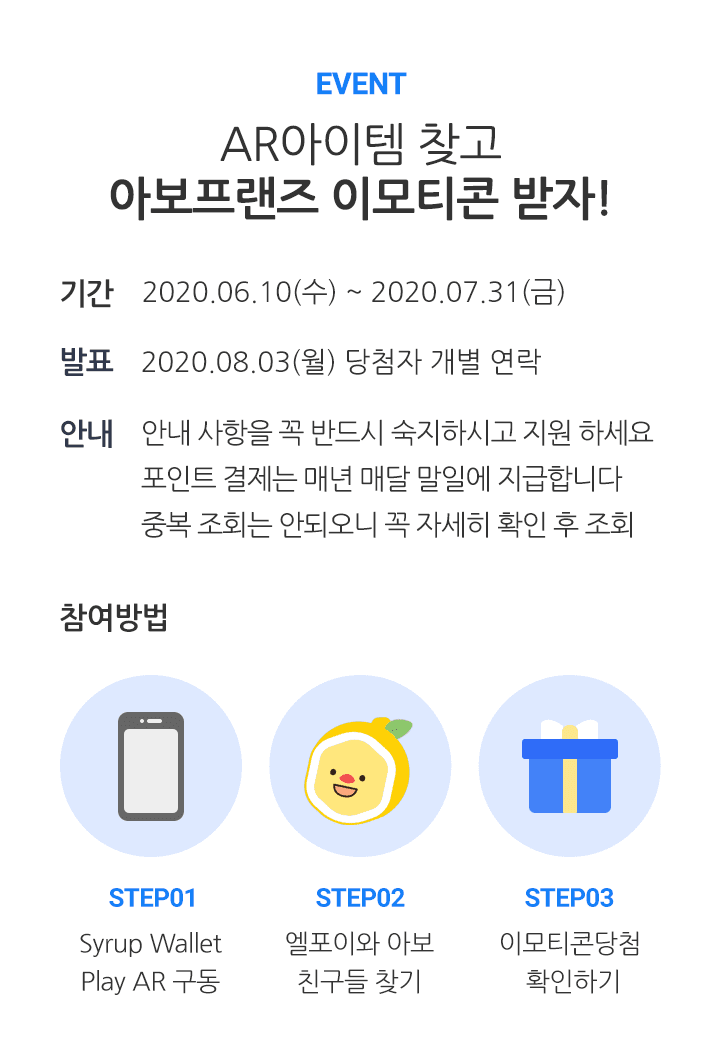 EVENT
AR아이템 찾고
아보프랜즈 이모티콘 받자!
기간 2020.06.10(수) ~ 2020.07.31(금)
발표 2020.08.03(월) 당첨자 개별 연락
안내 안내 사항을 꼭 반드시 숙지하시고 지원 하세요
포인트 결제는 매년 매달 말일에 지급합니다
중복 조회는 안되오니 꼭 자세히 확인 후 조회
참여방법
STEP01
Syrup Wallet
Play AR 구동
STEP02
엘포이와 아보
친구들 찾기
STEP03
이모티콘당첨
확인하기